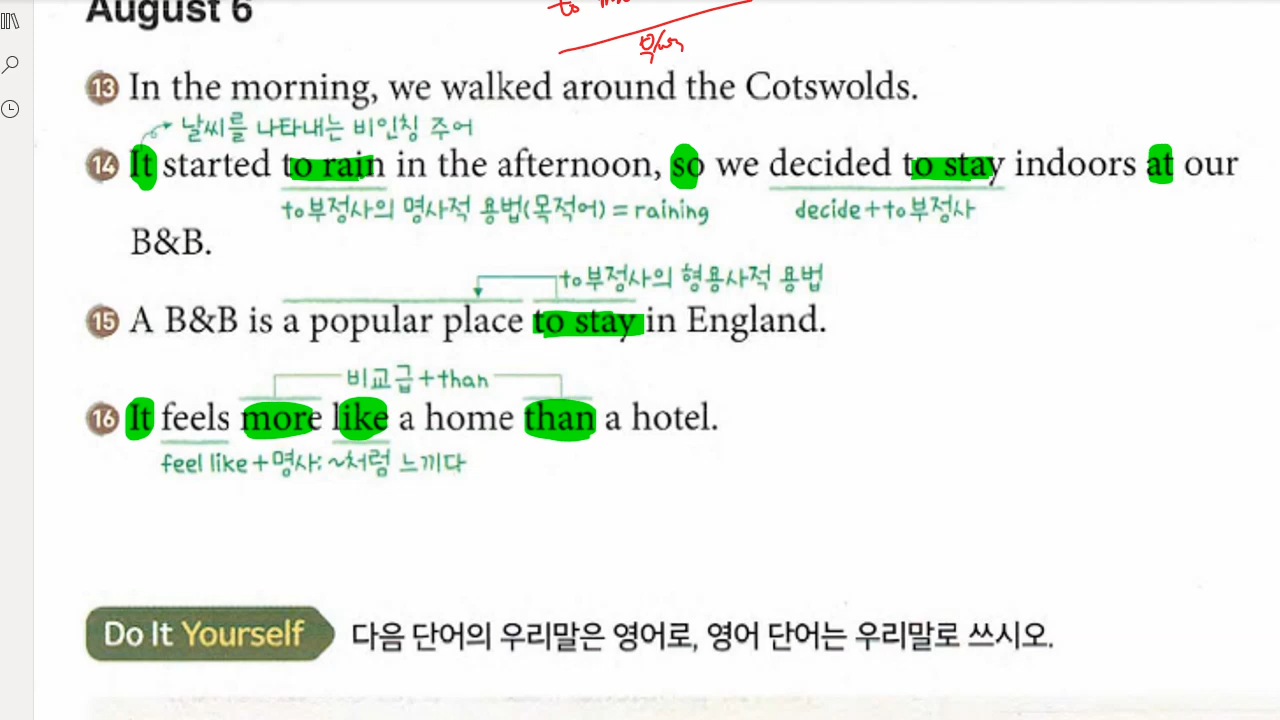 August 6
13 In the morning, we walked around the Cotswolds.
날씨를 나타내는 비인칭 주어
14 It started to rain in the afternoon, so we decided to stay indoors at our
to부정사의 명사적 용법(목적어) = raining
decide+to부정사
B&B.
to부정사의 형용사적 용법
15 A B&B is a popular place to stay in England.
비교급+than
16 It feels more like a home than a hotel.
feel like+명사: ~처럼 느끼다
Do It Yourself 다음 단어의 우리말은 영어로, 영어 단어는 우리말로 쓰시오.